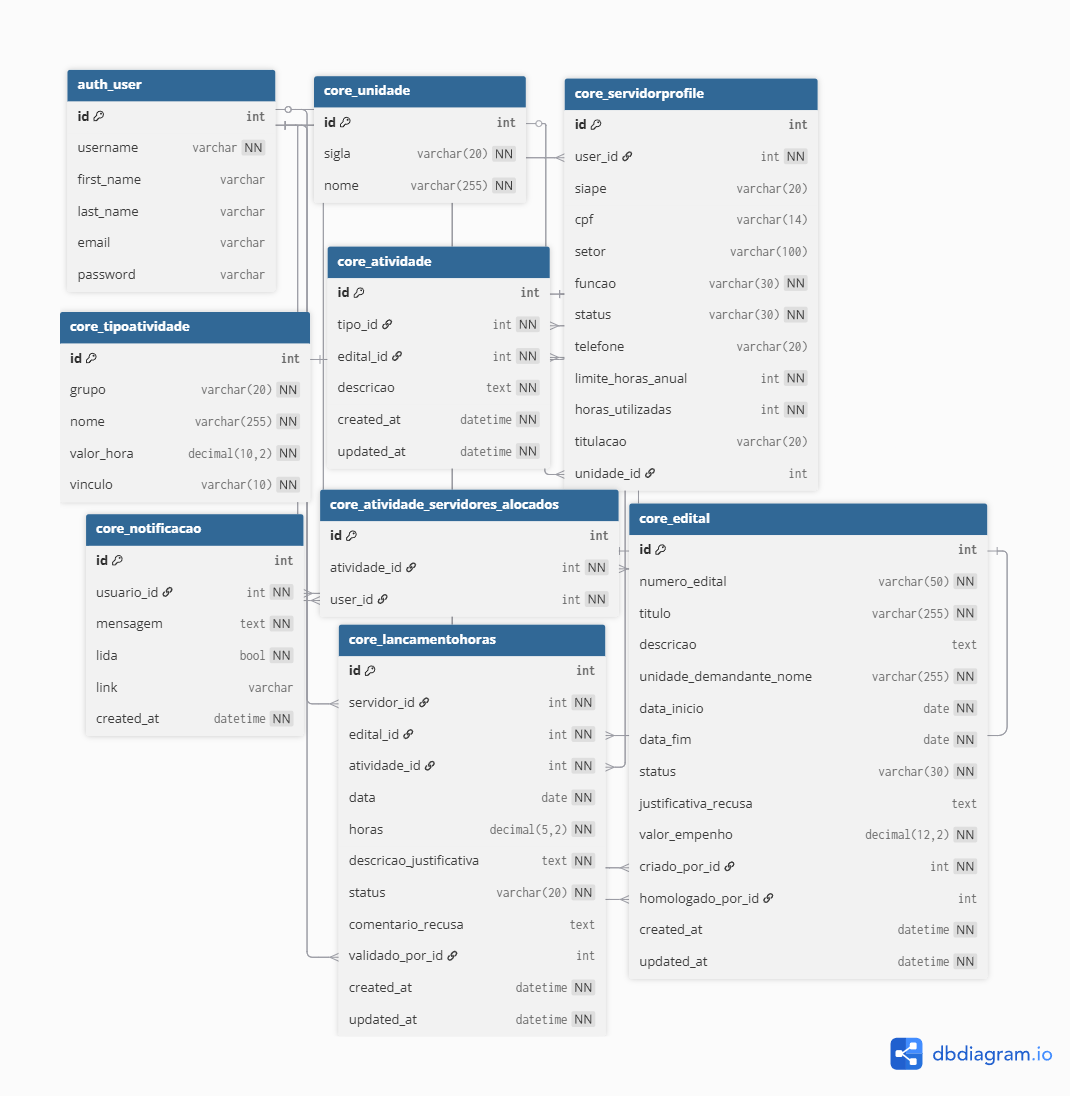 auth_user
id int
username varchar NN
first_name varchar
last_name varchar
email varchar
password varchar
core_unidade
id int
sigla varchar(20) NN
nome varchar(255) NN
core_servidorprofile
id int
user_id int NN
siape varchar(20)
cpf varchar(14)
setor varchar(100)
funcao varchar(30) NN
status varchar(30) NN
telefone varchar(20)
limite_horas_anual int NN
horas_utilizadas int NN
titulacao varchar(20)
unidade_id int
core_atividade
id int
tipo_id int NN
edital_id int NN
descricao text NN
created_at datetime NN
updated_at datetime NN
core_tipoatividade
id int
grupo varchar(20) NN
nome varchar(255) NN
valor_hora decimal(10,2) NN
vinculo varchar(10) NN
core_atividade_servidores_alocados
id int
atividade_id int NN
user_id int NN
core_edital
id int
numero_edital varchar(50) NN
titulo varchar(255) NN
descricao text
unidade_demandante_nome varchar(255) NN
data_inicio date NN
data_fim date NN
status varchar(30) NN
justificativa_recusa text
valor_empenho decimal(12,2) NN
criado_por_id int NN
homologado_por_id int
created_at datetime NN
updated_at datetime NN
core_notificacao
id int
usuario_id int NN
mensagem text NN
lida bool NN
link varchar
created_at datetime NN
core_lancamentohoras
id int
servidor_id int NN
edital_id int NN
atividade_id int NN
data date NN
horas decimal(5,2) NN
descricao_justificativa text NN
status varchar(20) NN
comentario_recusa text
validado_por_id int
created_at datetime NN
updated_at datetime NN
dbdiagram.io